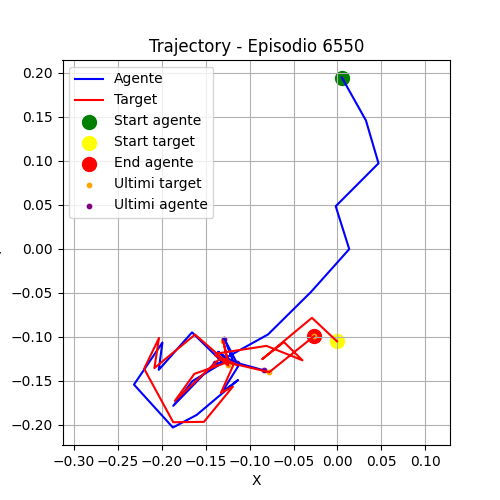 Trajectory - Episodio 6550
Agente
Target
Start agente
Start target
End agente
Ultimi target
Ultimi agente
0.20
0.15
0.10
0.05
0.00
−0.05
−0.10
−0.15
−0.20
−0.30 −0.25 −0.20 −0.15 −0.10 −0.05 0.00 0.05 0.10
X